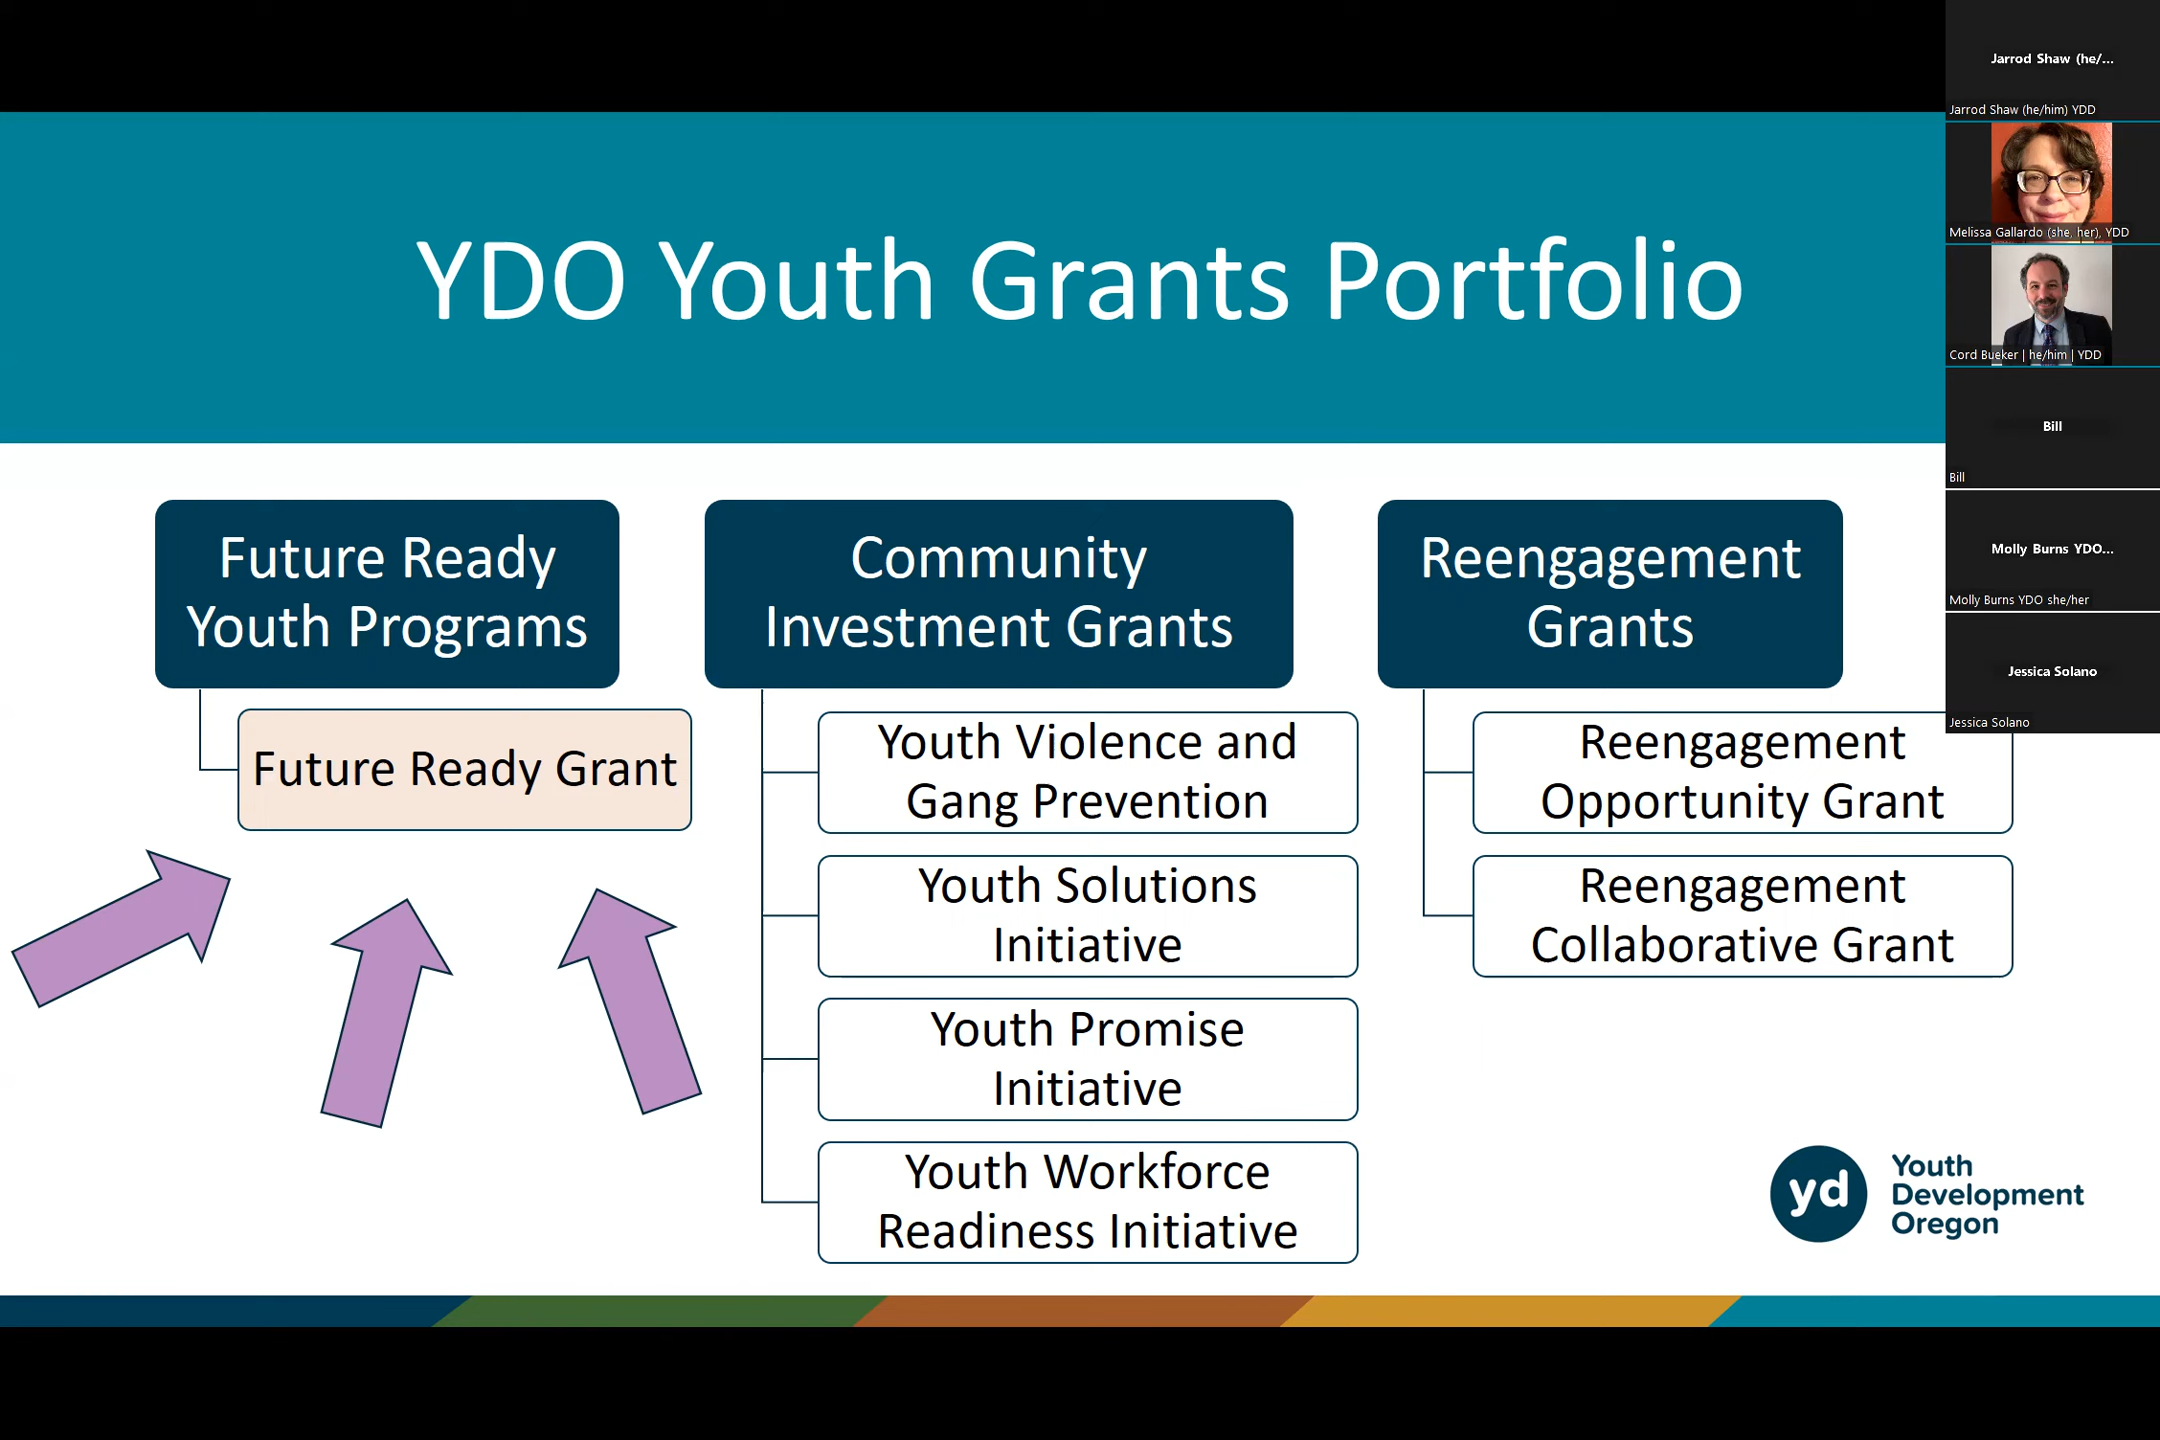 YDO Youth Grants Portfolio
Future Ready
Youth Programs
Future Ready Grant
Community
Investment Grants
Youth Violence and
Gang Prevention
Youth Solutions
Initiative
Youth Promise
Initiative
Youth Workforce
Readiness Initiative
Reengagement
Grants
Reengagement
Opportunity Grant
Reengagement
Collaborative Grant
yd
Youth
Development
Oregon
Jarrod Shaw (he/...
Jarrod Shaw (he/him) YDD
Melissa Gallardo (she, her), YDD
Cord Bueker | he/him | YDD
Bill
Bill
Molly Burns YDO...
Molly Burns YDO she/her
Jessica Solano
Jessica Solano